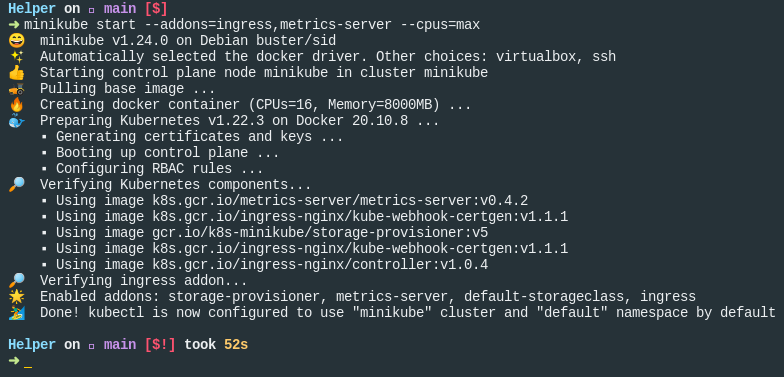 Helper on main [$]
➜ minikube start --addons=ingress,metrics-server --cpus=max
😄 minikube v1.24.0 on Debian buster/sid
✨ Automatically selected the docker driver. Other choices: virtualbox, ssh
👍 Starting control plane node minikube in cluster minikube
🚜 Pulling base image ...
🔥 Creating docker container (CPUs=16, Memory=8000MB) ...
🐳 Preparing Kubernetes v1.22.3 on Docker 20.10.8 ...
▪ Generating certificates and keys ...
▪ Booting up control plane ...
▪ Configuring RBAC rules ...
🔎 Verifying Kubernetes components...
▪ Using image k8s.gcr.io/metrics-server/metrics-server:v0.4.2
▪ Using image k8s.gcr.io/ingress-nginx/kube-webhook-certgen:v1.1.1
▪ Using image gcr.io/k8s-minikube/storage-provisioner:v5
▪ Using image k8s.gcr.io/ingress-nginx/kube-webhook-certgen:v1.1.1
▪ Using image k8s.gcr.io/ingress-nginx/controller:v1.0.4
🔎 Verifying ingress addon...
🌟 Enabled addons: storage-provisioner, metrics-server, default-storageclass, ingress
🏄 Done! kubectl is now configured to use "minikube" cluster and "default" namespace by default
Helper on main [$!] took 52s
➜ _